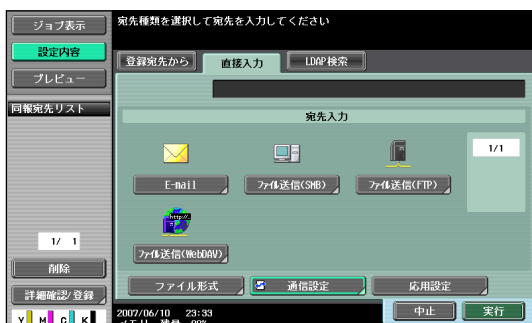 ジョブ表示
宛先種類を選択して宛先を入力してください
設定内容
登録宛先から
直接入力
LDAP検索
プレビュー
同報宛先リスト
宛先入力
1/1
E-mail
ファイル送信(SMB)
ファイル送信(FTP)
http://
ファイル送信(WebDAV)
1/ 1
削除
ファイル形式
通信設定
応用設定
詳細確認/登録
2007/06/10 23:33
中止
実行
Y M C K